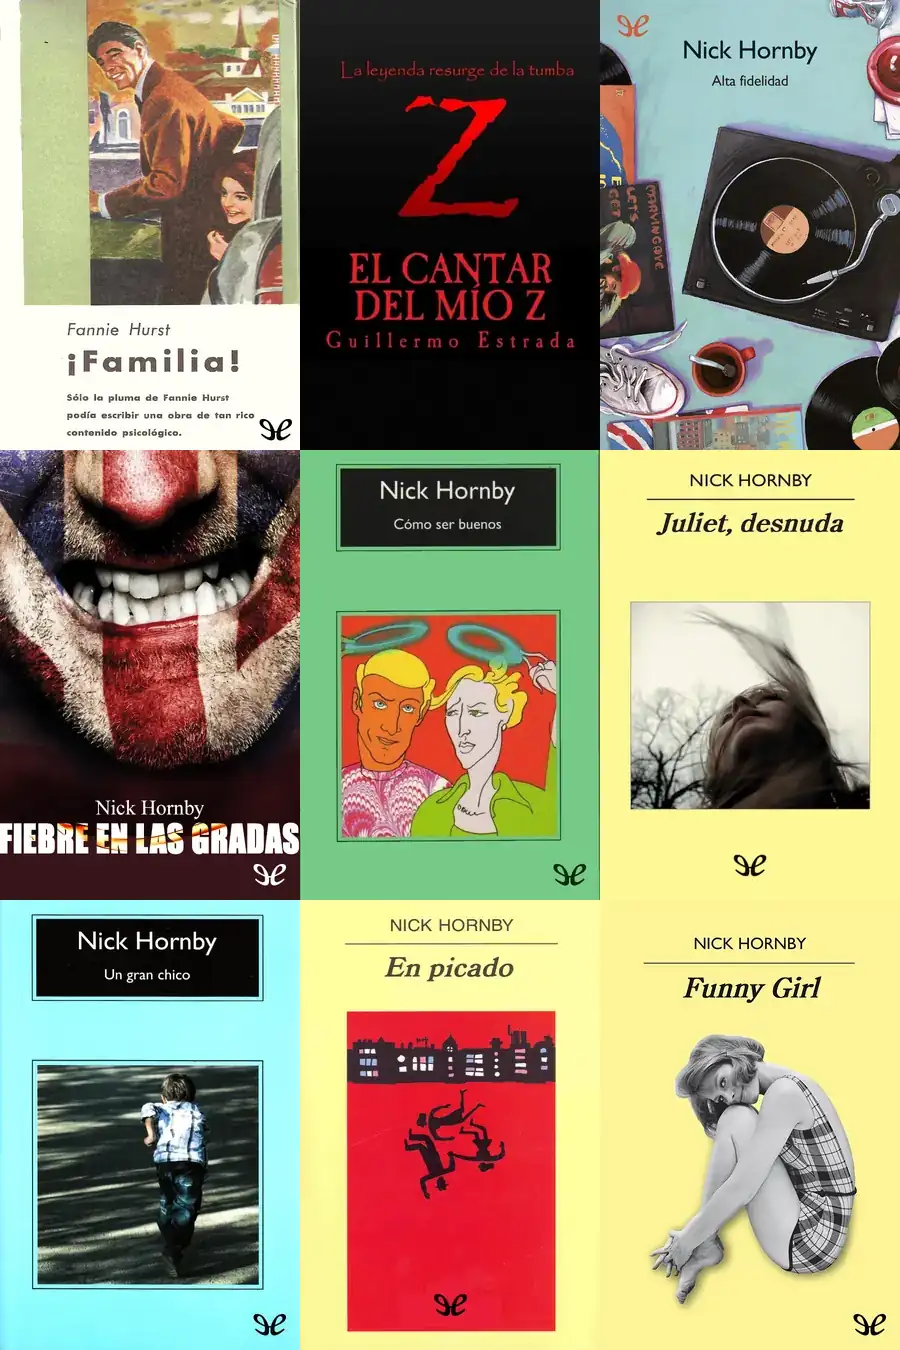 Fannie Hurst
¡Familia!
Sólo la pluma de Fannie Hurst
podía escribir una obra de tan rico
contenido psicológico.
La leyenda resurge de la tumba
Z
EL CANTAR
DEL MÍO Z
Guillermo Estrada
Nick Hornby
Alta fidelidad
MARVIN GAYE
LETS
GET
Nick Hornby
FIEBRE EN LAS GRADAS
Nick Hornby
Cómo ser buenos
NICK HORNBY
Juliet, desnuda
Nick Hornby
Un gran chico
NICK HORNBY
En picado
NICK HORNBY
Funny Girl